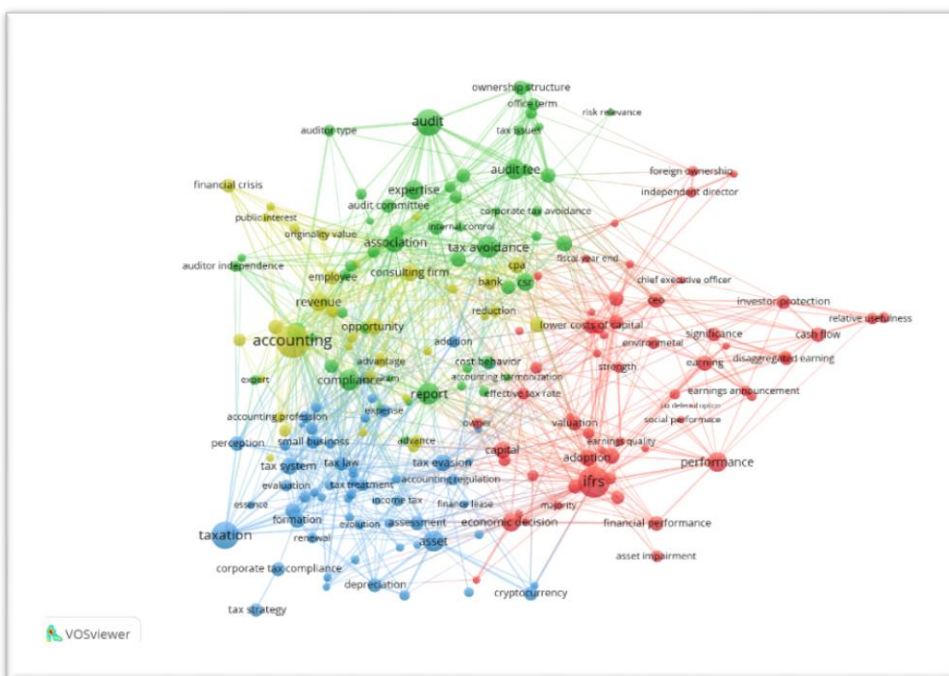 ownership structure
office term
risk relevance
audit
auditor type
tax issues
audit fee
foreign ownership
financial crisis
expertise
independent director
audit committee
corporate tax avoidance
public interest
internal control
originality value
association
tax avoidance
fiscal year end
auditor independence
employee
consulting firm
cpa
bank
csr
chief executive officer
revenue
ceo
investor protection
reduction
relative usefulness
opportunity
lower costs of capital
accounting
addition
environmetal
significance
cash flow
advantage
cost behavior
strength
earning
disaggregated earning
expert
compliance
accounting harmonization
report
effective tax rate
earnings announcement
expense
accounting profession
owner
valuation
social performace
perception
small business
advance
earnings quality
capital
adoption
performance
tax system
tax law
tax evasion
evaluation
tax treatment
accounting regulation
ifrs
essence
income tax
finance lease
majority
formation
evolution
assessment
economic decision
financial performance
taxation
renewal
asset
asset impairment
corporate tax compliance
depreciation
cryptocurrency
tax strategy
VOSviewer